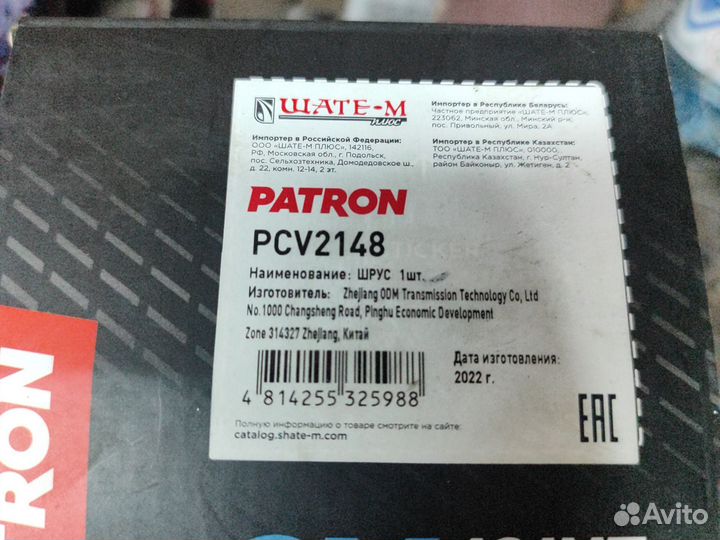 ШАТЕ-М
плюс
Импортер в Российской Федерации:
ООО «ШАТЕ-М ПЛЮС», 142116,
РФ, Московская обл., г. Подольск,
пос. Сельхозтехника, Домодедовское ш.,
д. 22, комн. 12-14, 2 эт.
Импортер в Республике Беларусь:
Частное предприятие «ШАТЕ-М ПЛЮС»,
223062, Минская обл., Минский р-н,
пос. Привольный, ул. Мира, 2А
Импортер в Республике Казахстан:
ТОО «ШАТЕ-М ПЛЮС», 010000,
Республика Казахстан, г. Нур-Султан,
район Байконыр, ул. Жетиген, д. 2
PATRON
PCV2148
Наименование: ШРУС 1шт.
Изготовитель: Zhejiang ODM Transmission Technology Co, Ltd
No.1000 Changsheng Road, Pinghu Economic Development
Zone 314327 Zhejiang, Китай
4 814255 325988
Дата изготовления:
2022 г.
EAC
Полную информацию о товаре смотрите на сайте:
catalog.shate-m.com
TRON
Avito